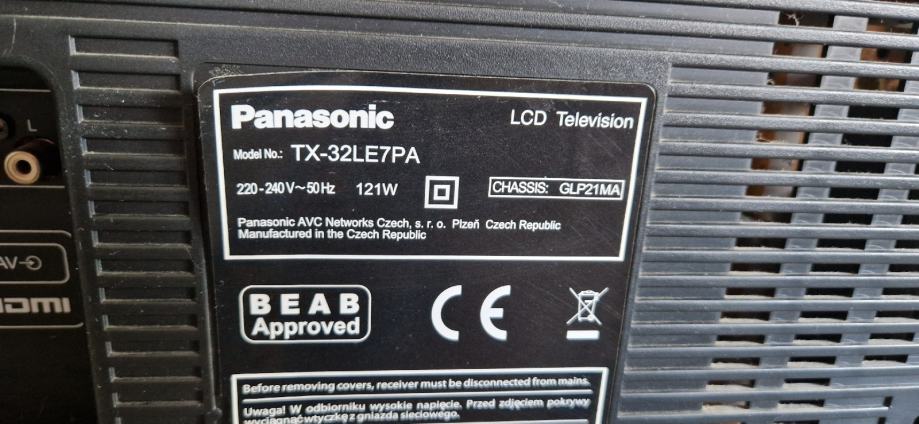 L
Panasonic
LCD Television
Model No.: TX-32LE7PA
220-240V~50Hz 121W CHASSIS: GLP21MA
Panasonic AVC Networks Czech, s. r. o. Plzeň Czech Republic
Manufactured in the Czech Republic
AV
HDMI
BEAB
Approved
CE
Before removing covers, receiver must be disconnected from mains.
Uwaga! W odbiorniku wysokie napięcie. Przed zdjęciem pokrywy
wyciągnąć wtyczkę z gniazda sieciowego.